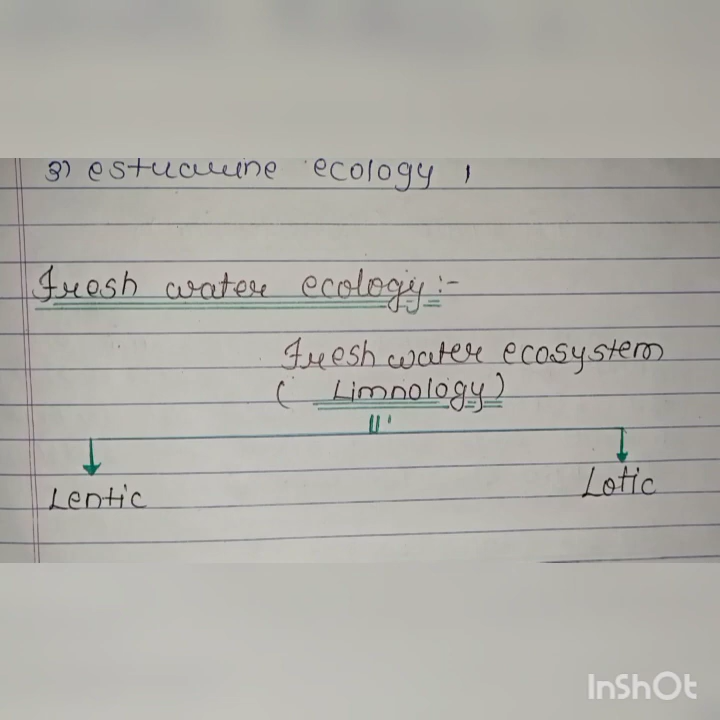 3) estuarine ecology,
Fresh water ecology :-
Fresh water ecosystem
( Limnology )
Lentic
Lotic
InShOt